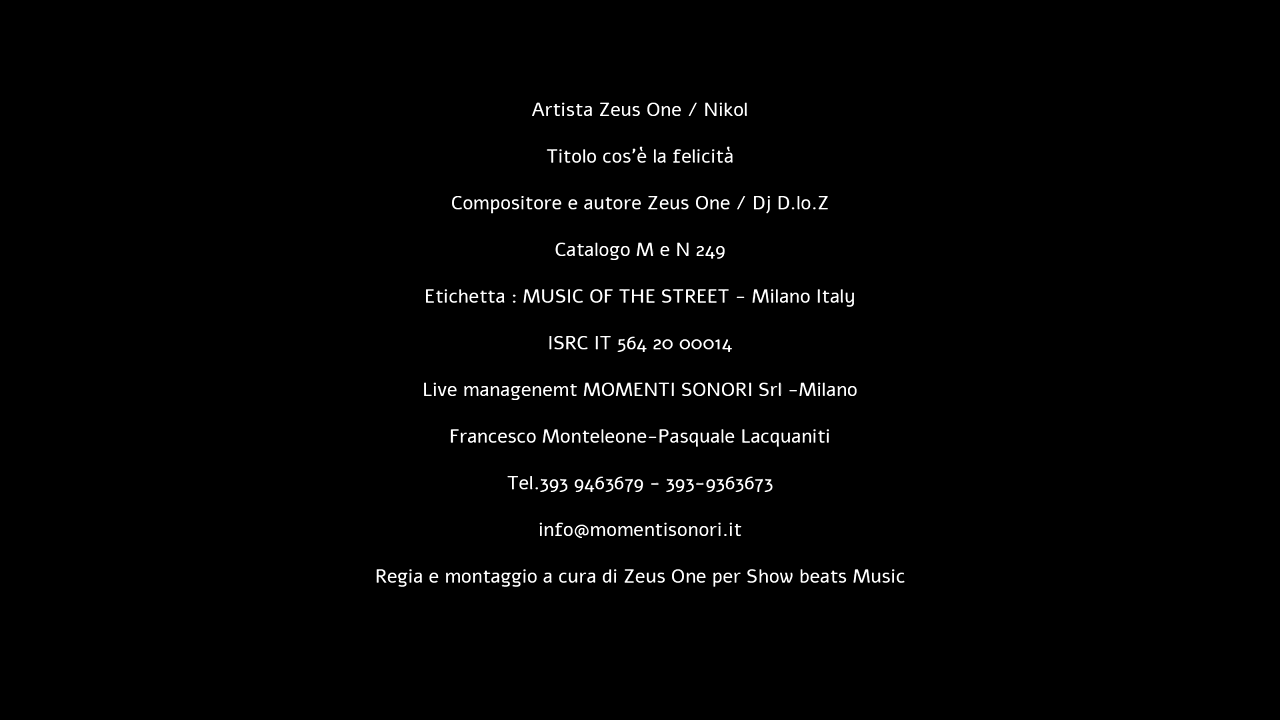 Artista Zeus One / Nikol
Titolo cos'è la felicità
Compositore e autore Zeus One / Dj D.lo.Z
Catalogo M e N 249
Etichetta : MUSIC OF THE STREET - Milano Italy
ISRC IT 564 20 00014
Live managenemt MOMENTI SONORI Srl -Milano
Francesco Monteleone-Pasquale Lacquaniti
Tel.393 9463679 - 393-9363673
info@momentisonori.it
Regia e montaggio a cura di Zeus One per Show beats Music